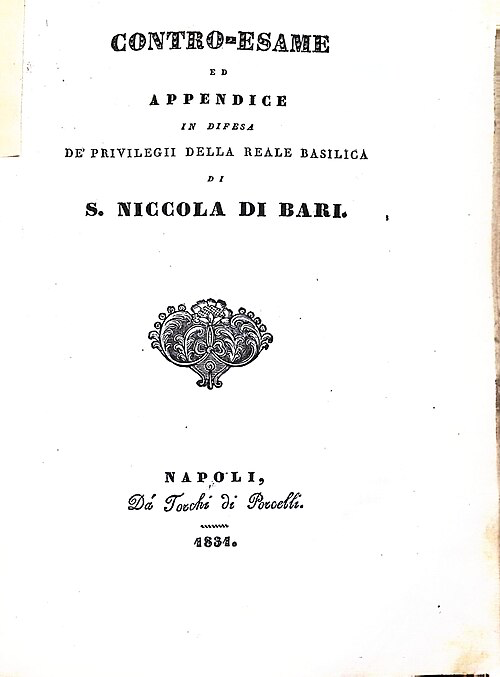 CONTRO-ESAME
ED
APPENDICE
IN DIFESA
DE' PRIVILEGII DELLA REALE BASILICA
DI
S. NICCOLA DI BARI.
NAPOLI,
Dá Torchi di Porcelli.
1831.